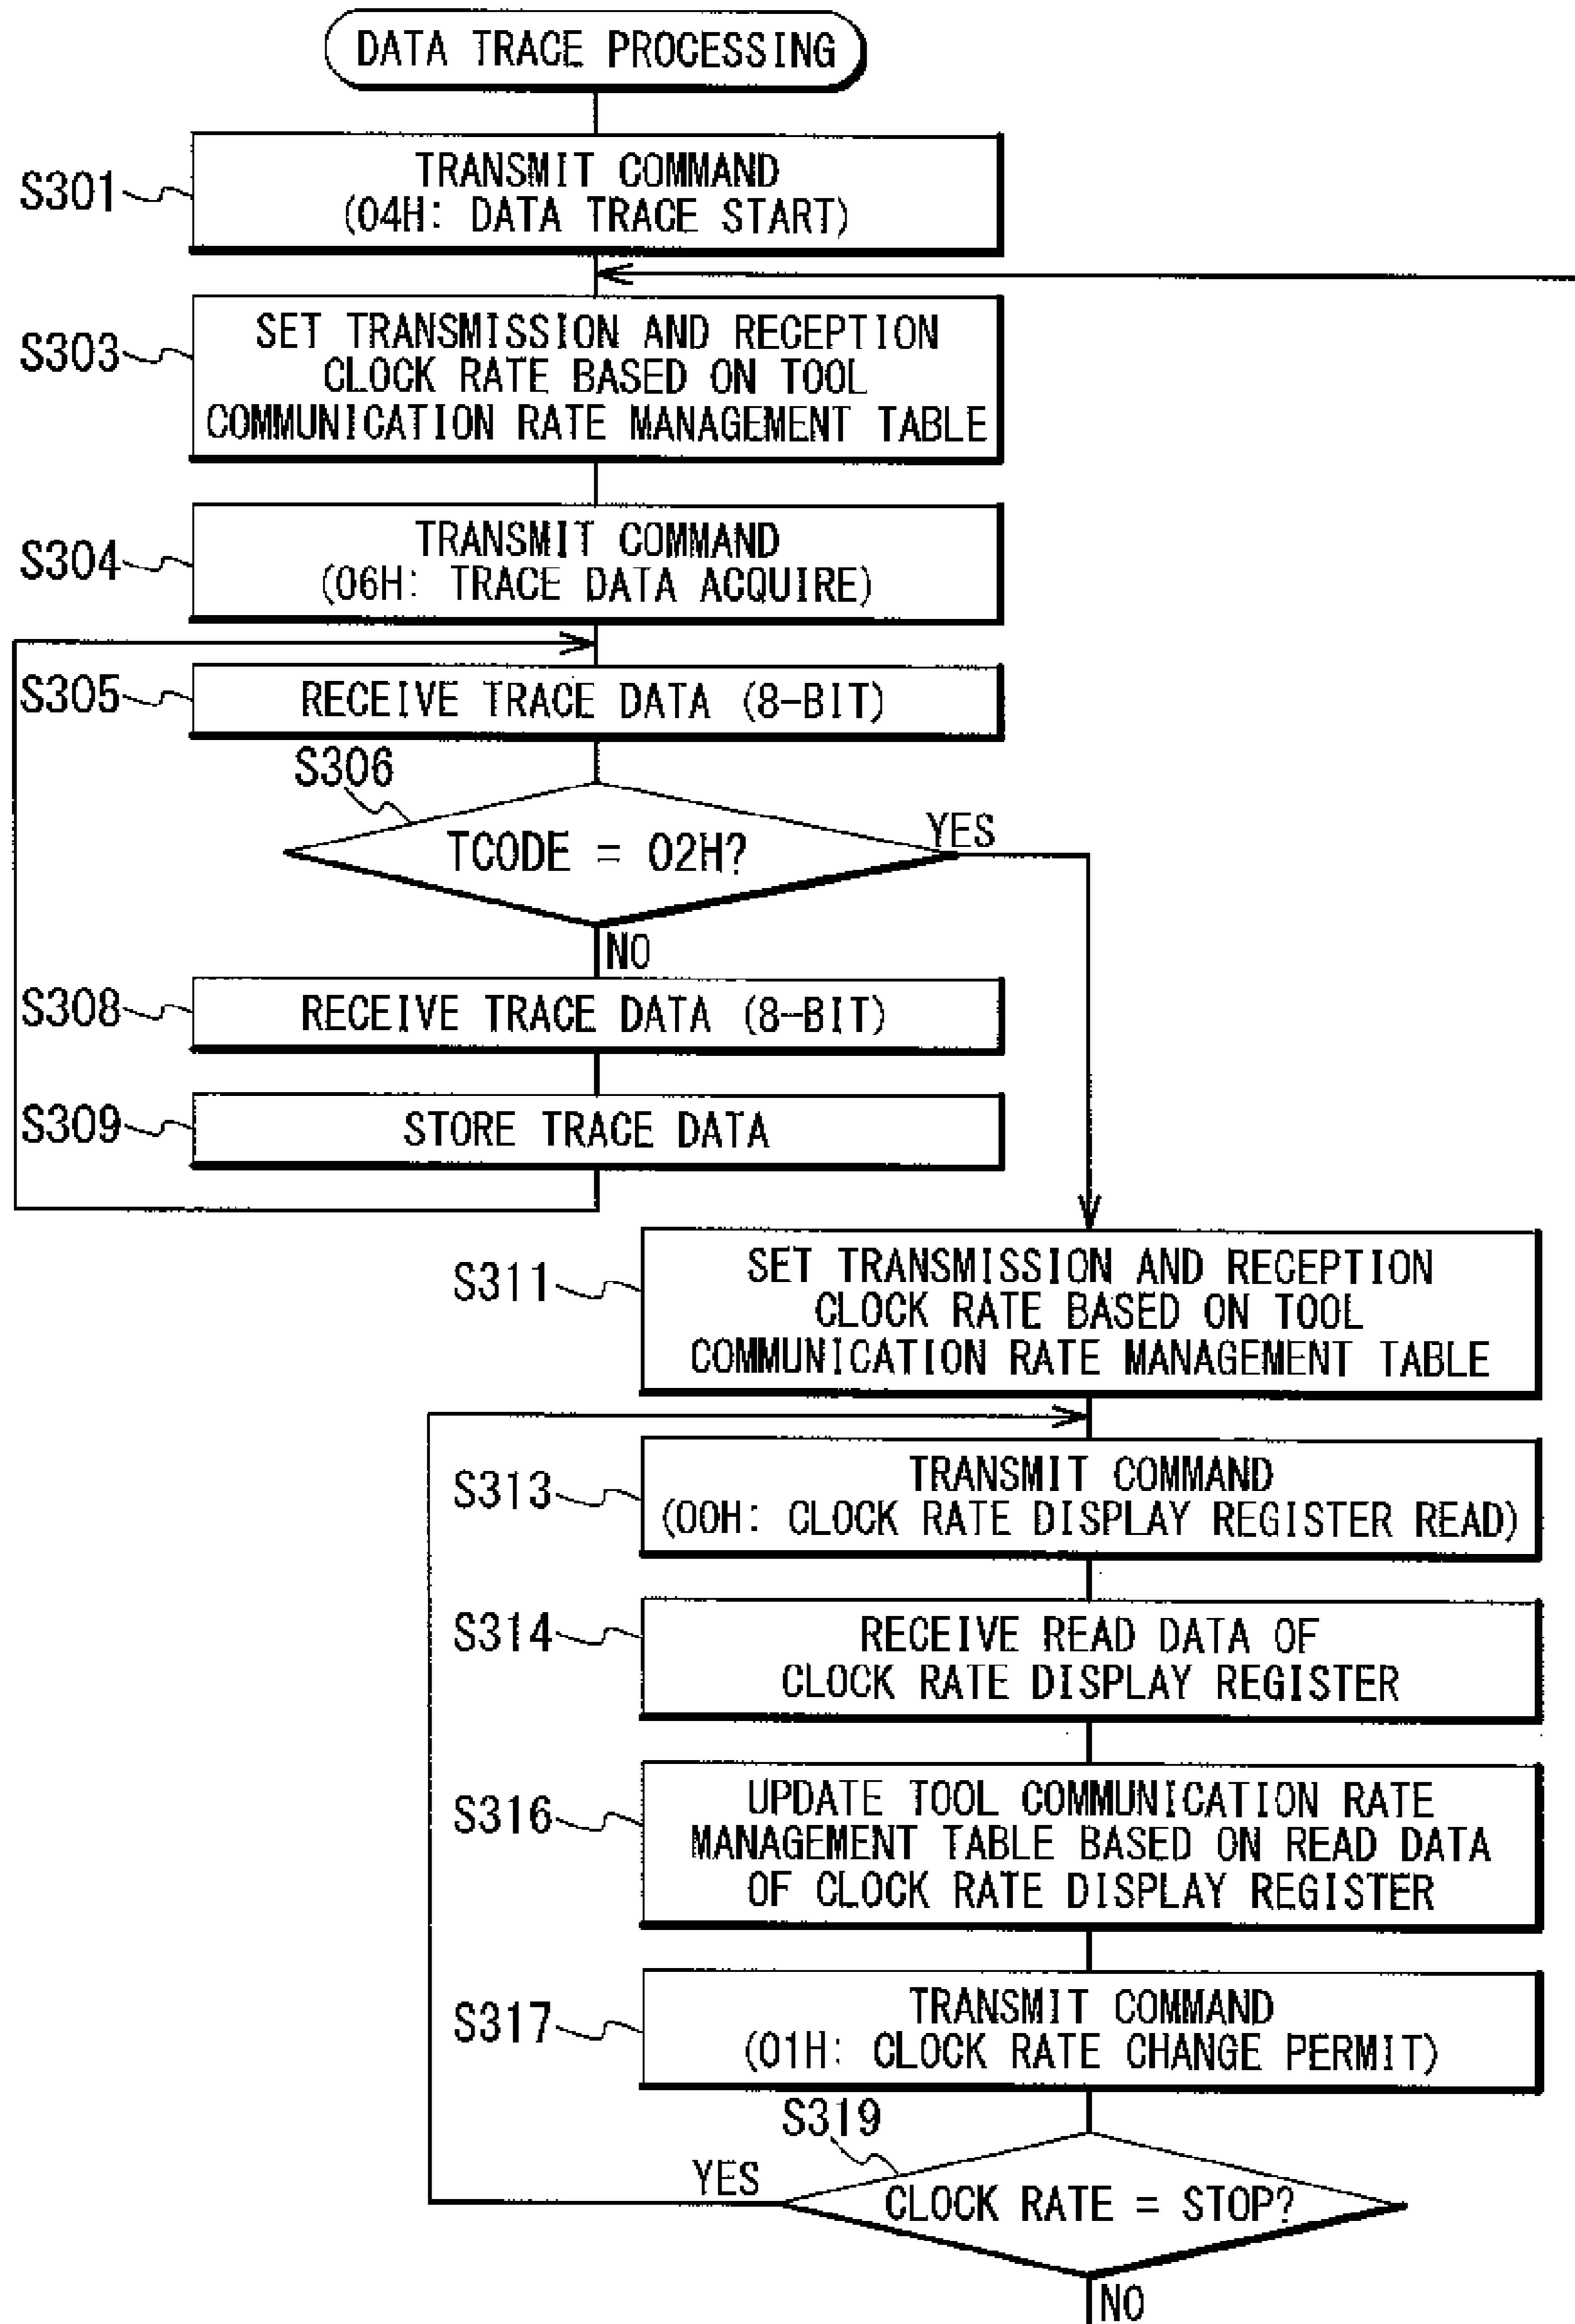 DATA TRACE PROCESSING
S301
TRANSMIT COMMAND
(04H: DATA TRACE START)
S303
SET TRANSMISSION AND RECEPTION
CLOCK RATE BASED ON TOOL
COMMUNICATION RATE MANAGEMENT TABLE
S304
TRANSMIT COMMAND
(06H: TRACE DATA ACQUIRE)
S305
RECEIVE TRACE DATA (8-BIT)
S306
TCODE = 02H?
YES
NO
S308
RECEIVE TRACE DATA (8-BIT)
S309
STORE TRACE DATA
S311
SET TRANSMISSION AND RECEPTION
CLOCK RATE BASED ON TOOL
COMMUNICATION RATE MANAGEMENT TABLE
S313
TRANSMIT COMMAND
(00H: CLOCK RATE DISPLAY REGISTER READ)
S314
RECEIVE READ DATA OF
CLOCK RATE DISPLAY REGISTER
S316
UPDATE TOOL COMMUNICATION RATE
MANAGEMENT TABLE BASED ON READ DATA
OF CLOCK RATE DISPLAY REGISTER
S317
TRANSMIT COMMAND
(01H: CLOCK RATE CHANGE PERMIT)
S319
YES
CLOCK RATE = STOP?
NO